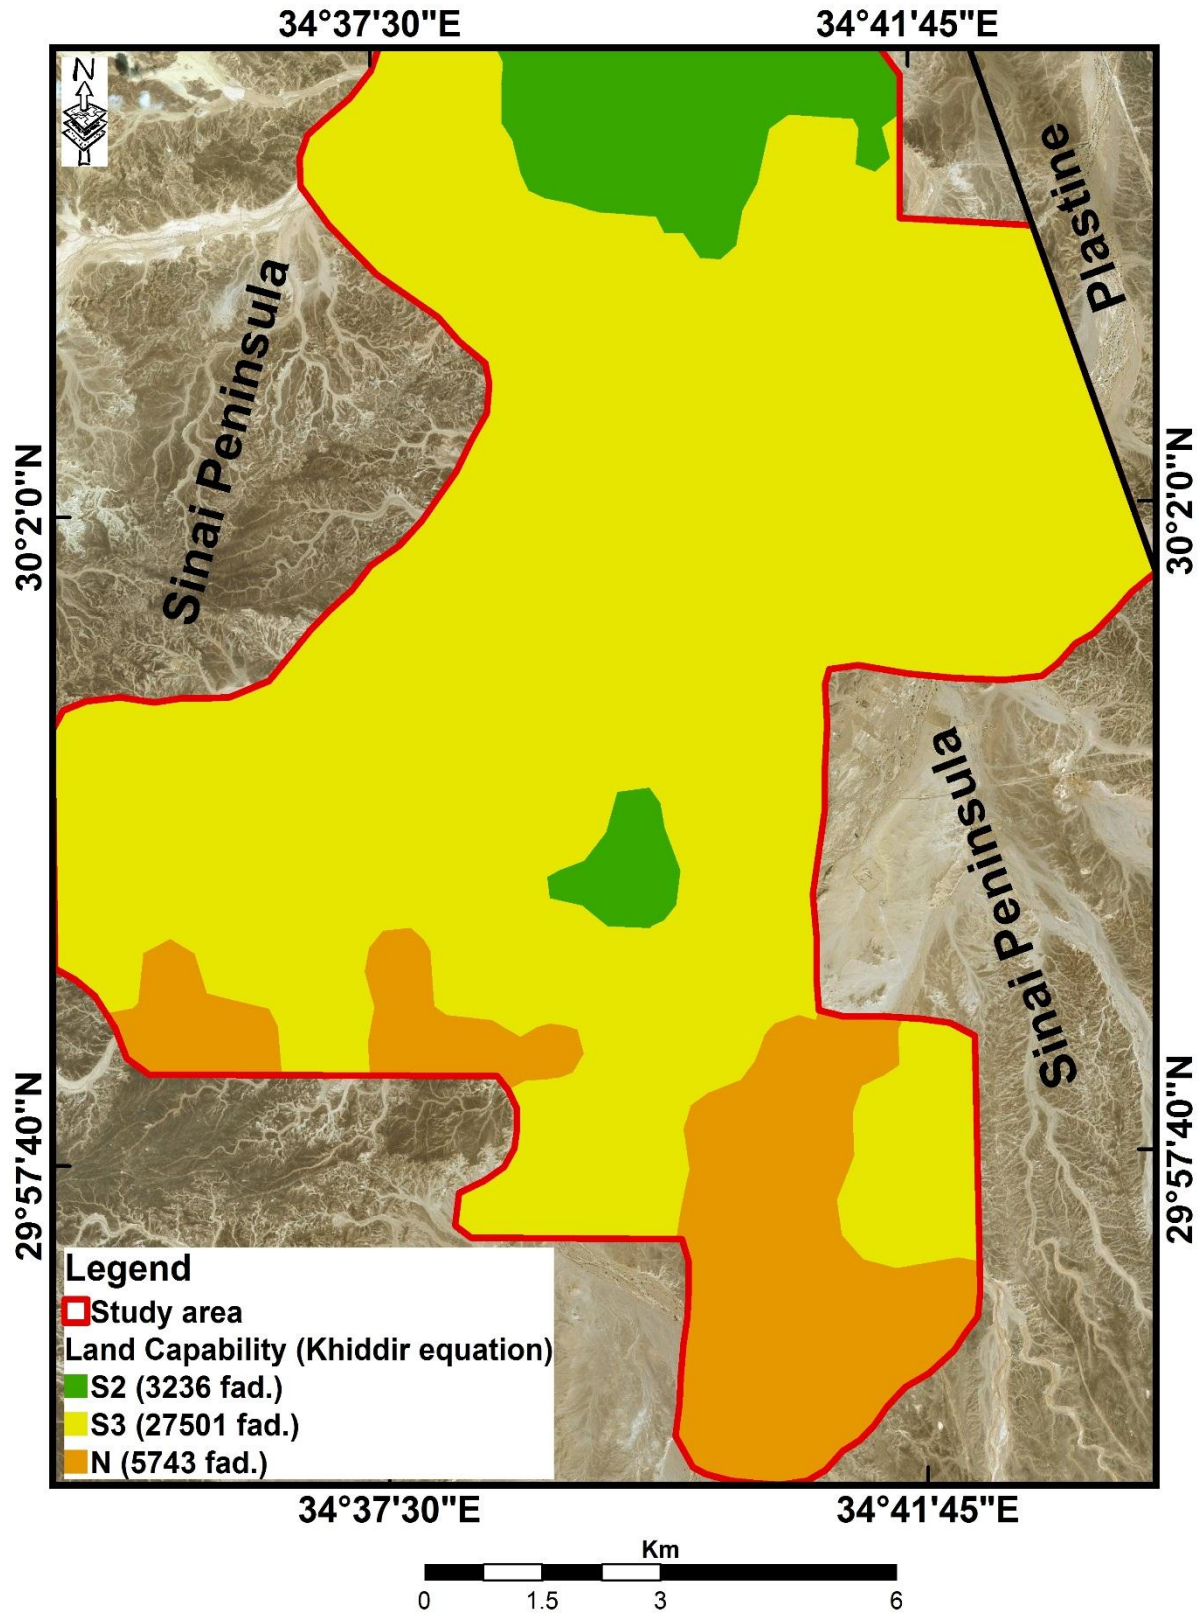 34°37'30"E 34°41'45"E
N
Plastine
Sinai Peninsula
30°2'0"N
30°2'0"N
Sinai Peninsula
29°57'40"N
29°57'40"N
Legend
Study area
Land Capability (Khiddir equation)
S2 (3236 fad.)
S3 (27501 fad.)
N (5743 fad.)
34°37'30"E 34°41'45"E
Km
0 1.5 3 6